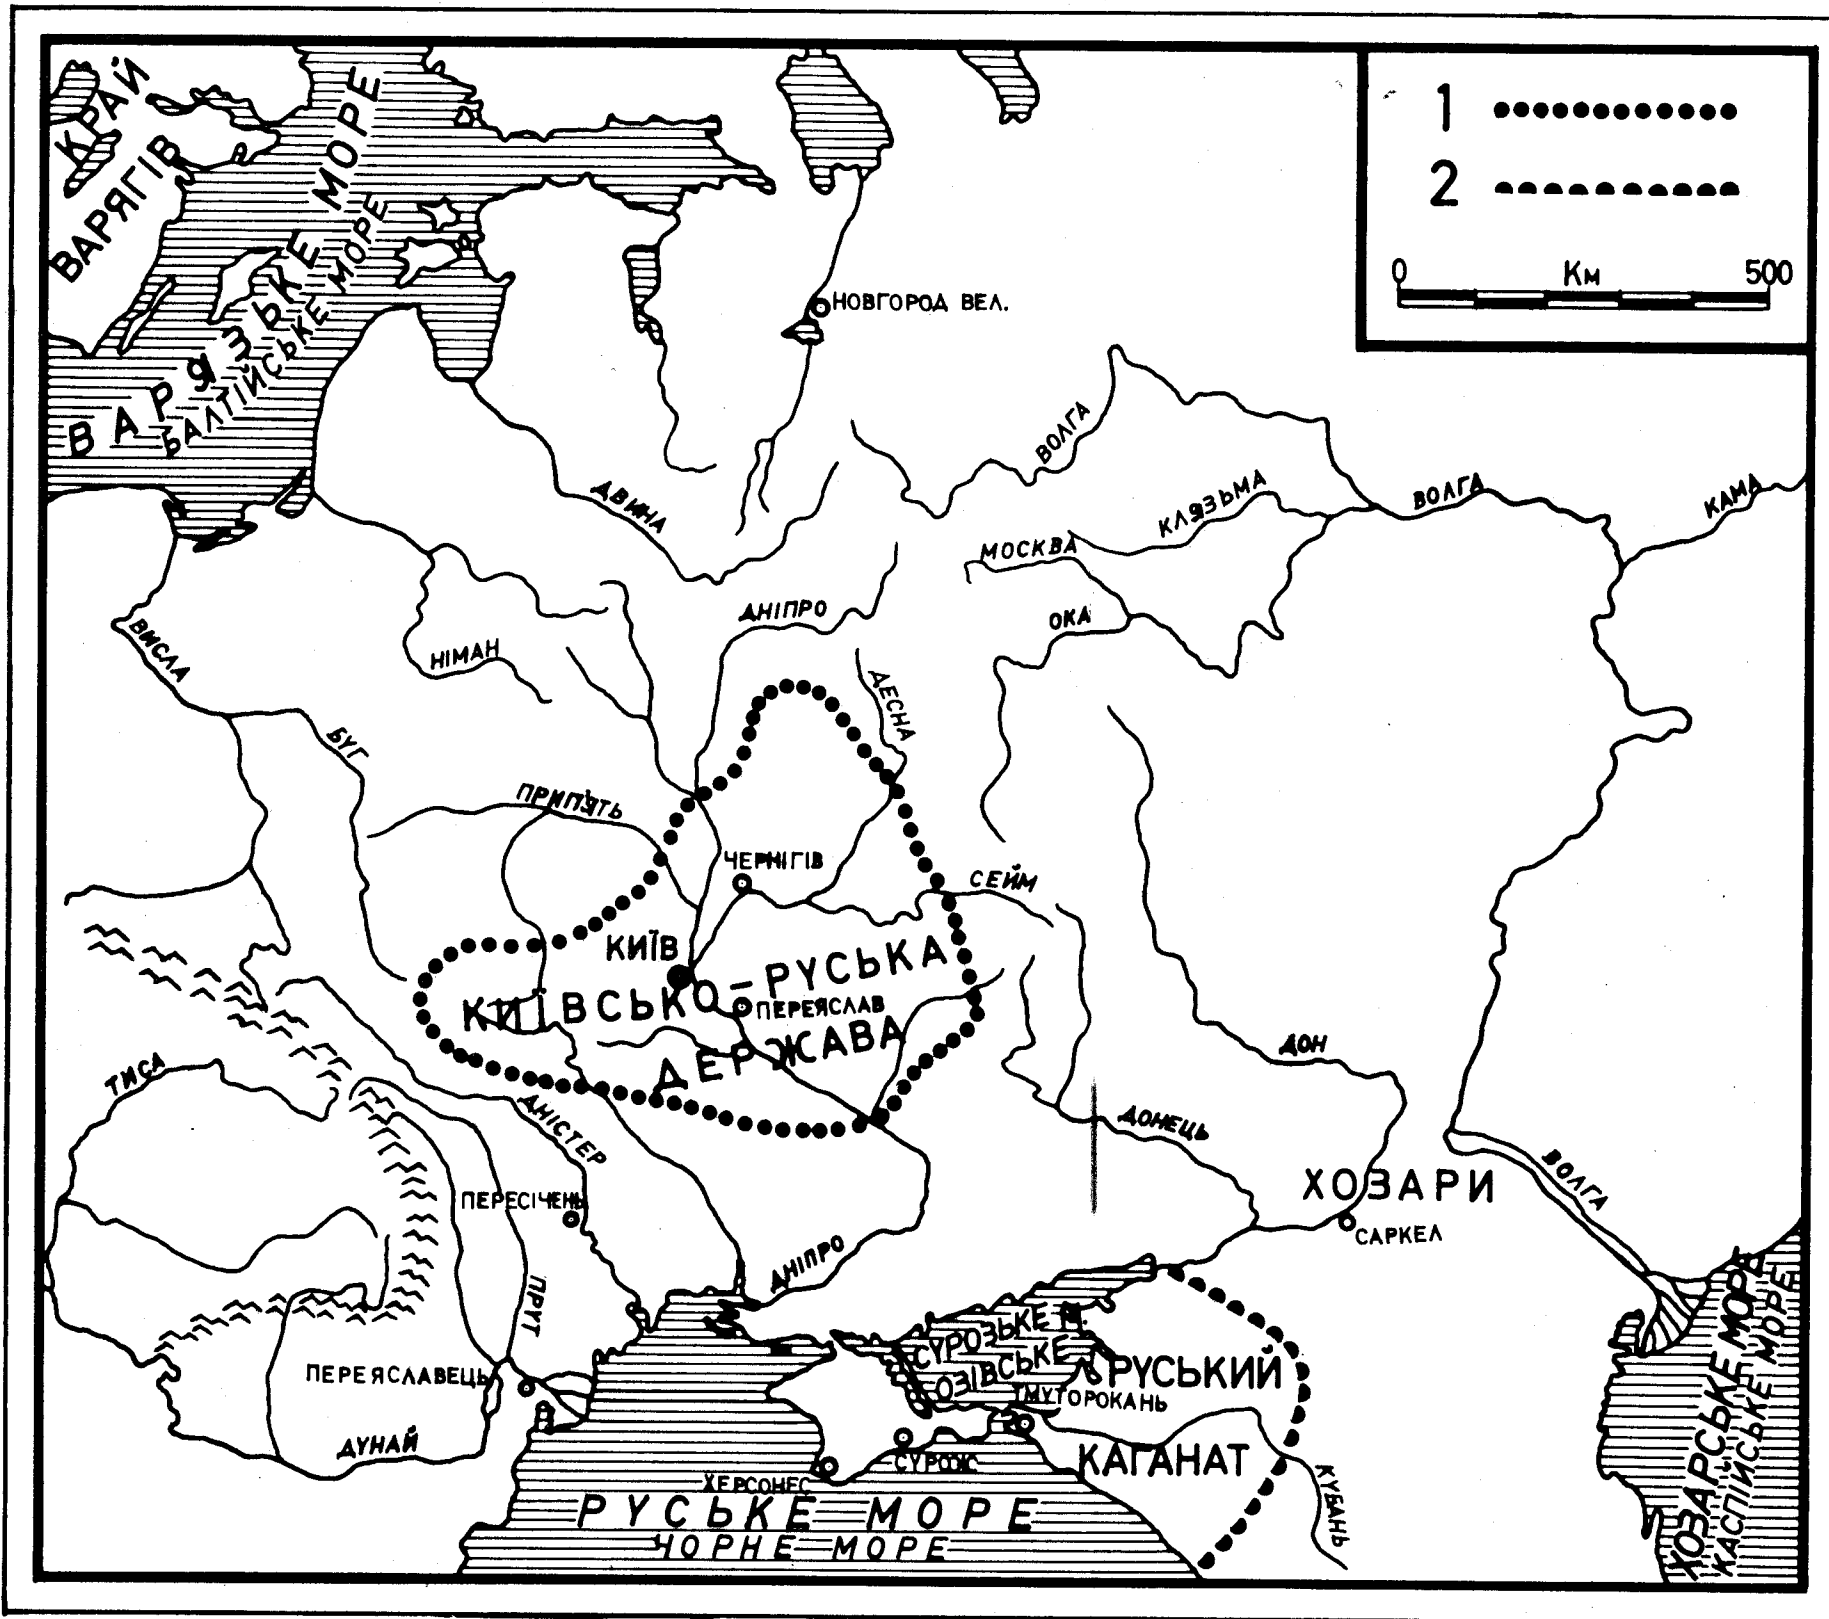 КРАЙ
ВАРЯГІВ
ВАРЯЗЬКЕ МОРЕ
БАЛТІЙСЬКЕ МОРЕ
1
2
0 Км 500
НОВГОРОД ВЕЛ.
ВОЛГА
КЛЯЗЬМА
ВОЛГА
КАМА
ДВИНА
МОСКВА
ДНІПРО
ОКА
ВИСЛА
НІМАН
ДЕСНА
БУГ
ПРИП'ЯТЬ
ЧЕРНІГІВ
СЕЙМ
КИЇВ
КИЇВСЬКО-РУСЬКА
ПЕРЕЯСЛАВ
ДЕРЖАВА
ТИСА
ДОН
ДНІСТЕР
ДОНЕЦЬ
ХОЗАРИ
ВОЛГА
ПЕРЕСІЧЕНЬ
САРКЕЛ
ДНІПРО
ПРУТ
СУРОЗЬКЕ М.
ОЗІВСЬКЕ
РУСЬКИЙ
ПЕРЕЯСЛАВЕЦЬ
ТМУТОРОКАНЬ
ДУНАЙ
СУРОЖ
КАГАНАТ
ХЕРСОНЕС
КУБАНЬ
РУСЬКЕ МОРЕ
ЧОРНЕ МОРЕ
ХОЗАРСЬКЕ МОРЕ
КАСПІЙСЬКЕ МОРЕ